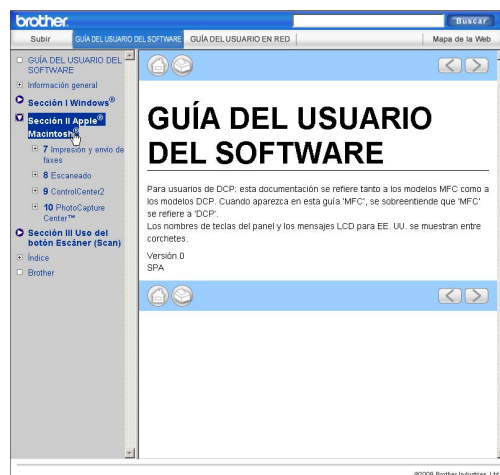 brother
Buscar
Subir
GUÍA DEL USUARIO DEL SOFTWARE
GUÍA DEL USUARIO EN RED
Mapa de la Web
GUÍA DEL USUARIO DEL
SOFTWARE
Información general
Sección I Windows®
Sección II Apple®
Macintosh®
7 Impresión y envío de
faxes
8 Escaneado
9 ControlCenter2
10 PhotoCapture
Center™
Sección III Uso del
botón Escáner (Scan)
Índice
Brother
GUÍA DEL USUARIO
DEL SOFTWARE
Para usuarios de DCP: esta documentación se refiere tanto a los modelos MFC como a
los modelos DCP. Cuando aparezca en esta guía 'MFC', se sobreentiende que 'MFC'
se refiere a 'DCP'.
Los nombres de teclas del panel y los mensajes LCD para EE. UU. se muestran entre
corchetes.
Versión 0
SPA
©2009 Brother Industries, Ltd.